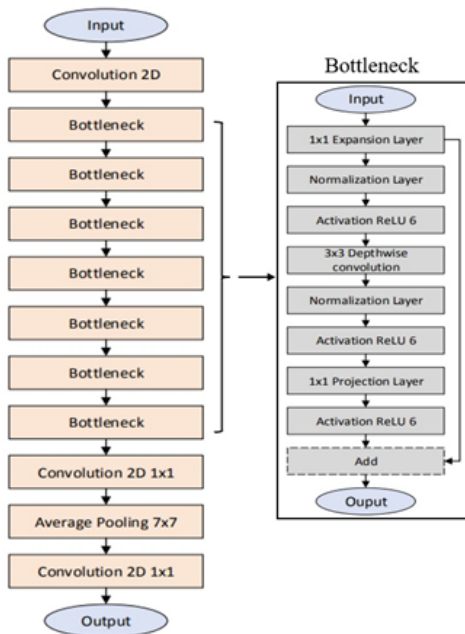 Input
Convolution 2D
Bottleneck
Bottleneck
Bottleneck
Bottleneck
Bottleneck
Bottleneck
Bottleneck
Convolution 2D 1x1
Average Pooling 7x7
Convolution 2D 1x1
Output
Bottleneck
Input
1x1 Expansion Layer
Normalization Layer
Activation ReLU 6
3x3 Depthwise
convolution
Normalization Layer
Activation ReLU 6
1x1 Projection Layer
Activation ReLU 6
Add
Ouput